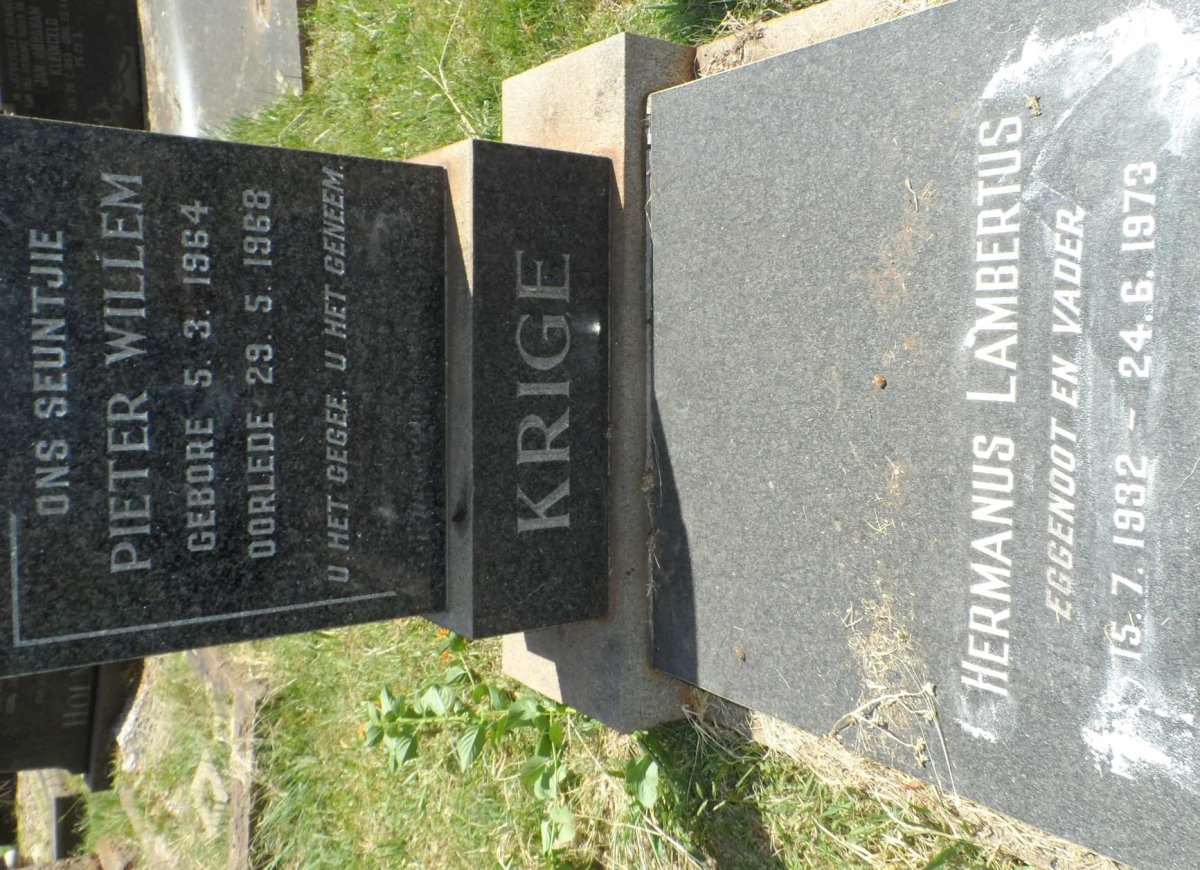 ONS SEUNTJIE
PIETER WILLEM
GEBORE 5.3.1964
OORLEDE 29.5.1968
U HET GEGEE. U HET GENEEM.
KRIGE
HERMANUS LAMBERTUS
EGGENOOT EN VADER
15.7.1932 - 24.6.1973